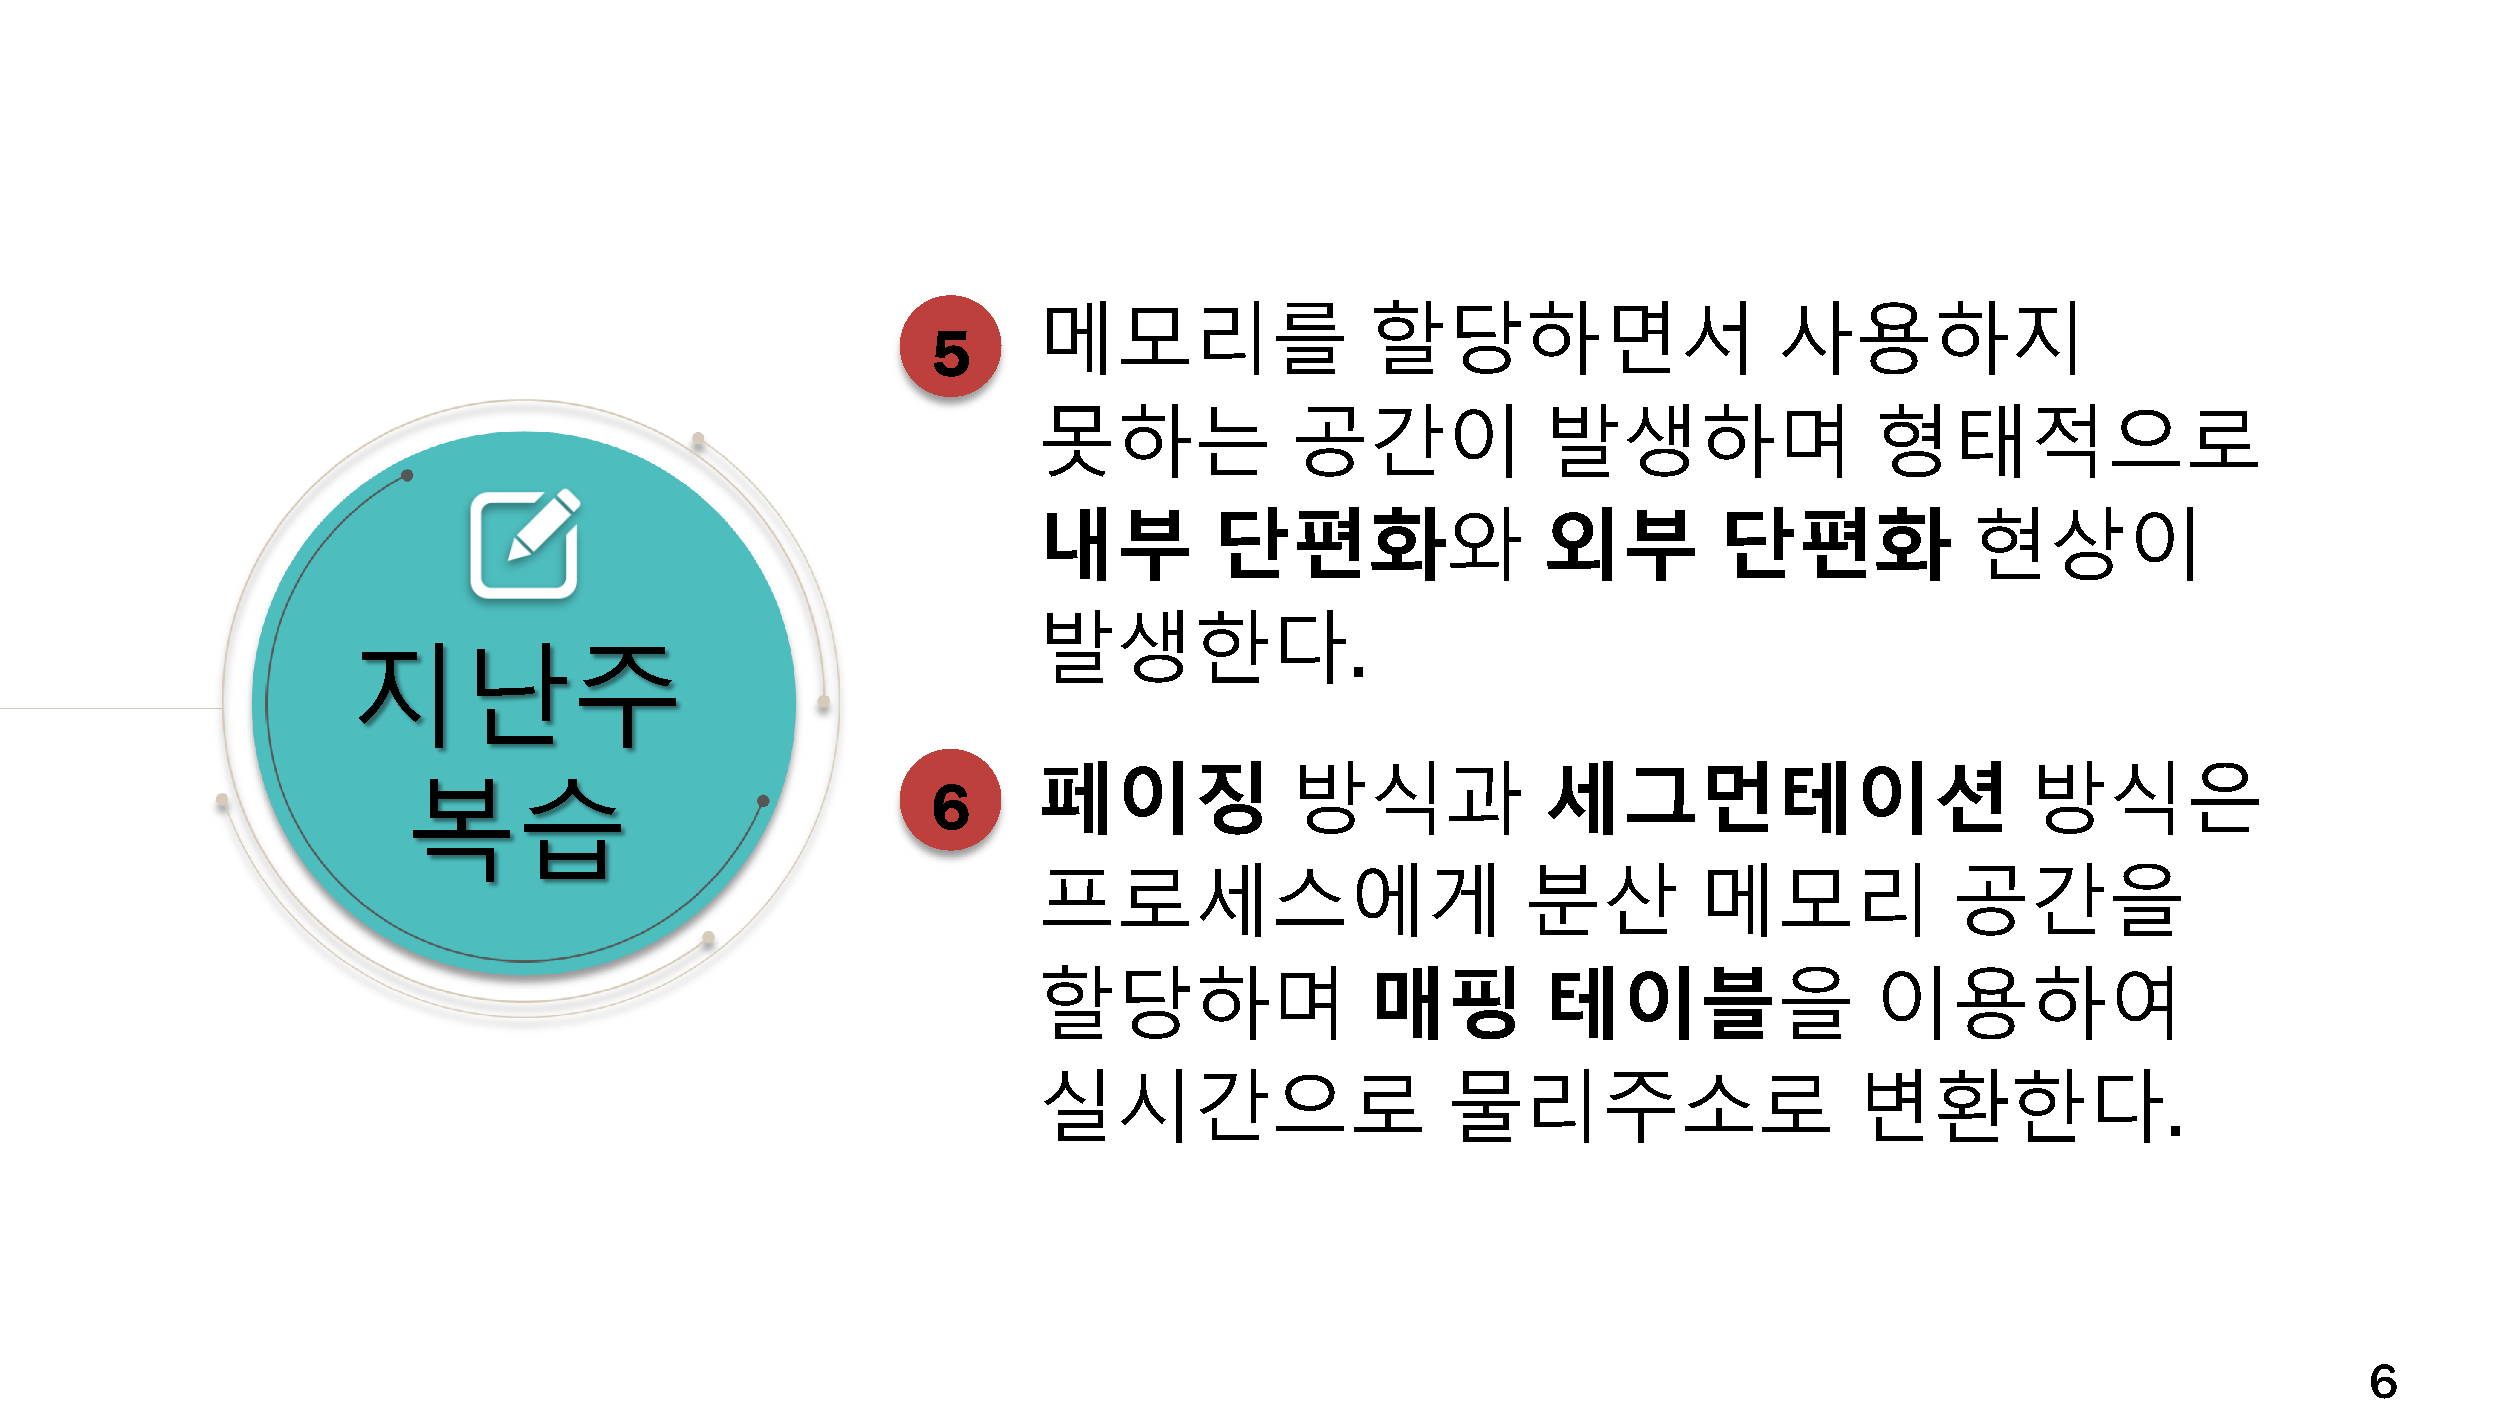 지난주
복습
5
메모리를 할당하면서 사용하지
못하는 공간이 발생하며 형태적으로
내부 단편화와 외부 단편화 현상이
발생한다.
6
페이징 방식과 세그먼테이션 방식은
프로세스에게 분산 메모리 공간을
할당하며 매핑 테이블을 이용하여
실시간으로 물리주소로 변환한다.
6